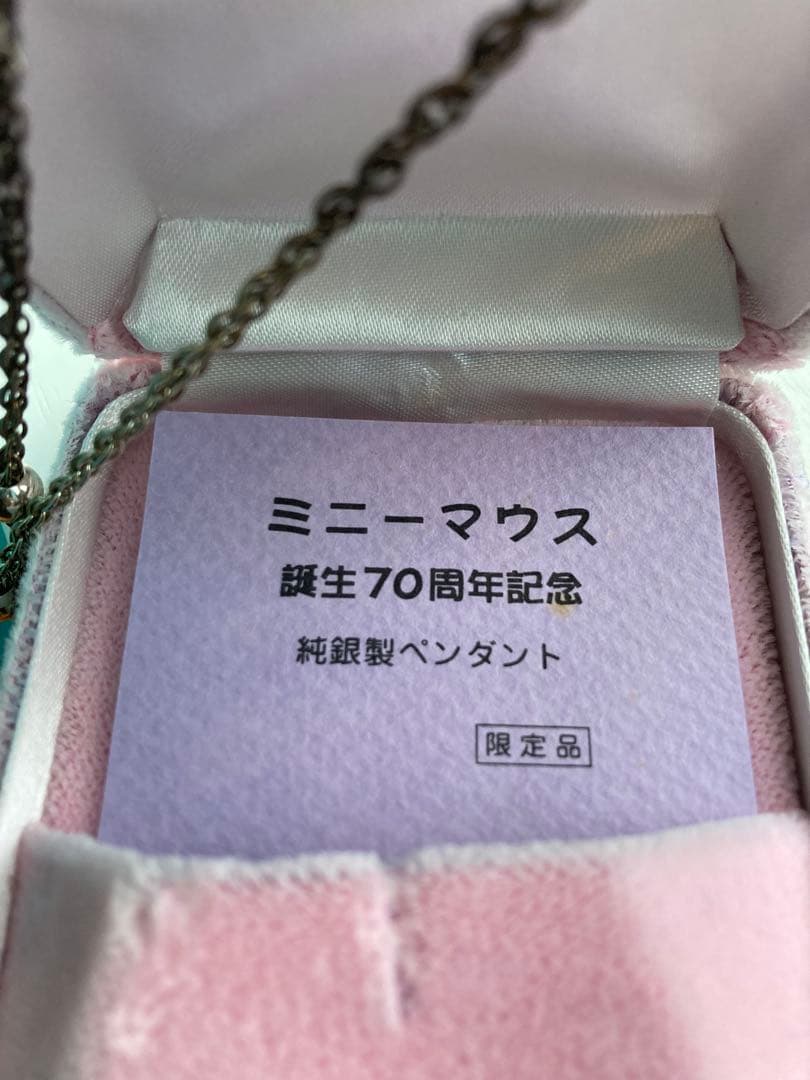 ミニーマウス
誕生70周年記念
純銀製ペンダント
限定品